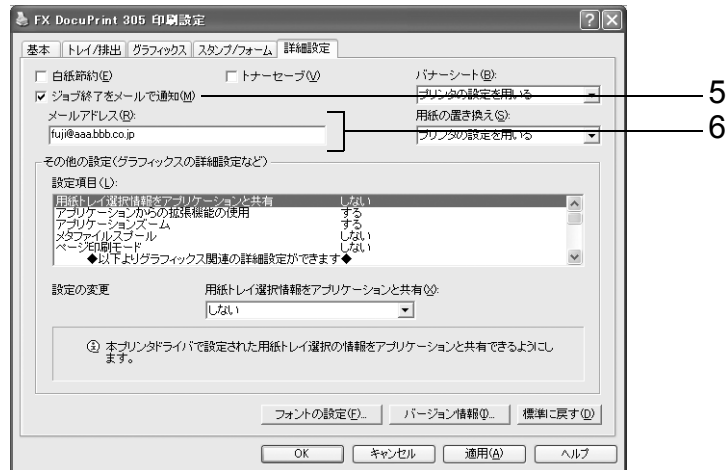 FX DocuPrint 305 印刷設定
基本 トレイ/排出 グラフィックス スタンプ/フォーム 詳細設定
白紙節約(E) トナーセーブ(V) バナーシート(B):
ジョブ終了をメールで通知(M) プリンタの設定を用いる 5
メールアドレス(R): 用紙の置き換え(S):
fuji@aaa.bbb.co.jp プリンタの設定を用いる 6
その他の設定(グラフィックスの詳細設定など)
設定項目(L):
用紙トレイ選択情報をアプリケーションと共有 しない
アプリケーションからの拡張機能の使用 する
アプリケーションズーム する
メタファイルスプール しない
ページ印刷モード しない
◆以下よりグラフィックス関連の詳細設定ができます◆
設定の変更 用紙トレイ選択情報をアプリケーションと共有(X):
しない
本プリンタドライバで設定された用紙トレイ選択の情報をアプリケーションと共有できるようにし
ます。
フォントの設定(F)... バージョン情報(I)... 標準に戻す(D)
OK キャンセル 適用(A) ヘルプ